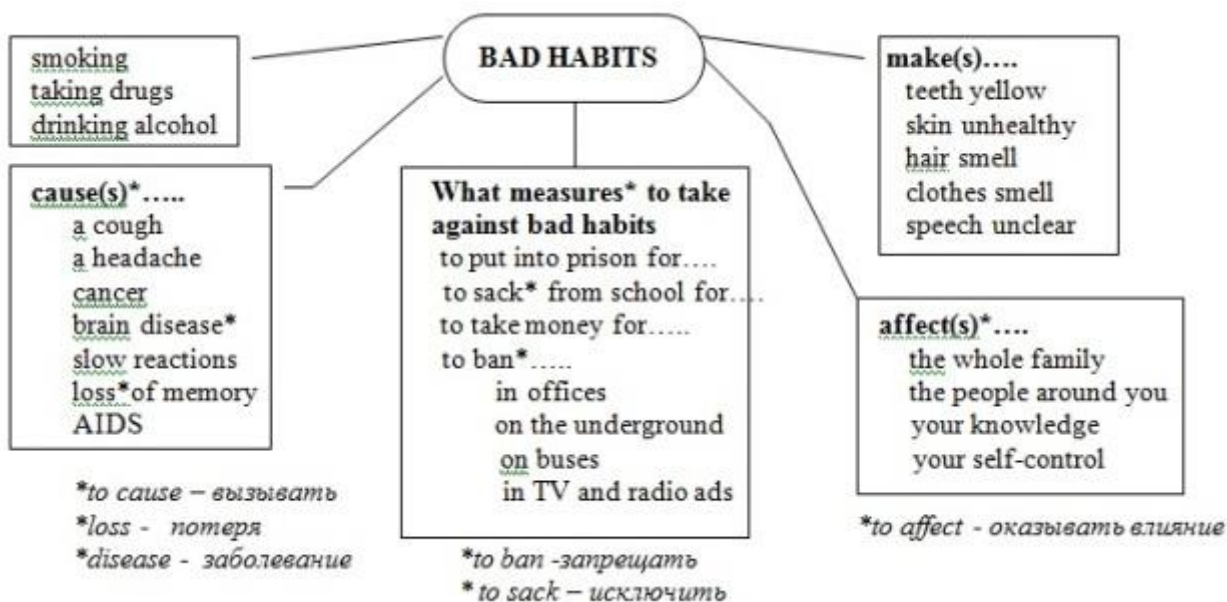 BAD HABITS
smoking
taking drugs
drinking alcohol
cause(s)*…..
a cough
a headache
cancer
brain disease*
slow reactions
loss*of memory
AIDS
*to cause – вызывать
*loss - потеря
*disease - заболевание
What measures* to take
against bad habits
to put into prison for….
to sack* from school for….
to take money for…..
to ban*…..
in offices
on the underground
on buses
in TV and radio ads
*to ban -запрещать
* to sack – исключить
make(s)….
teeth yellow
skin unhealthy
hair smell
clothes smell
speech unclear
affect(s)*….
the whole family
the people around you
your knowledge
your self-control
*to affect - оказывать влияние